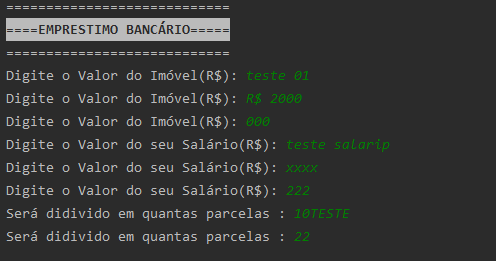 ============================
====EMPRESTIMO BANCÁRIO=====
============================
Digite o Valor do Imóvel(R$): teste 01
Digite o Valor do Imóvel(R$): R$ 2000
Digite o Valor do Imóvel(R$): 000
Digite o Valor do seu Salário(R$): teste salarip
Digite o Valor do seu Salário(R$): xxxx
Digite o Valor do seu Salário(R$): 222
Será didivido em quantas parcelas : 10TESTE
Será didivido em quantas parcelas : 22